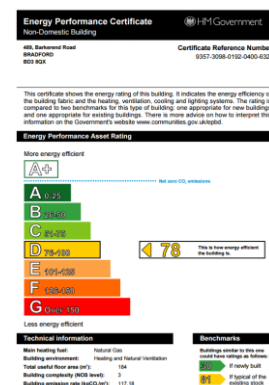 Energy Performance Certificate
HM Government
Non-Domestic Building
Barkerend Road
BRADFORD
BD3 8QX
Certificate Reference Numbe
9357-3098-0192-0400-632
This certificate shows the energy rating of this building. It indicates the energy efficiency o
the building fabric and the heating, ventilation, cooling and lighting systems. The rating is
compared to two benchmarks for this type of building: one appropriate for new buildings
and one appropriate for existing buildings. There is more advice on how to interpret this
information on the Government's website www.communities.gov.uk/epbd.
Energy Performance Asset Rating
More energy efficient
A+
Net zero CO₂ emissions
A 0-25
B 26-50
C 51-75
D 76-100
78
This is how energy efficient
the building is.
E 101-125
F 126-150
G Over 150
Less energy efficient
Technical information
Main heating fuel: Natural Gas
Building environment: Heating and Natural Ventilation
Total useful floor area (m²): 184
Building complexity (NOS level): 3
Building emission rate (kgCO₂/m²): 117.18
Benchmarks
Buildings similar to this one
could have ratings as follows:
If newly built
If typical of the
existing stock